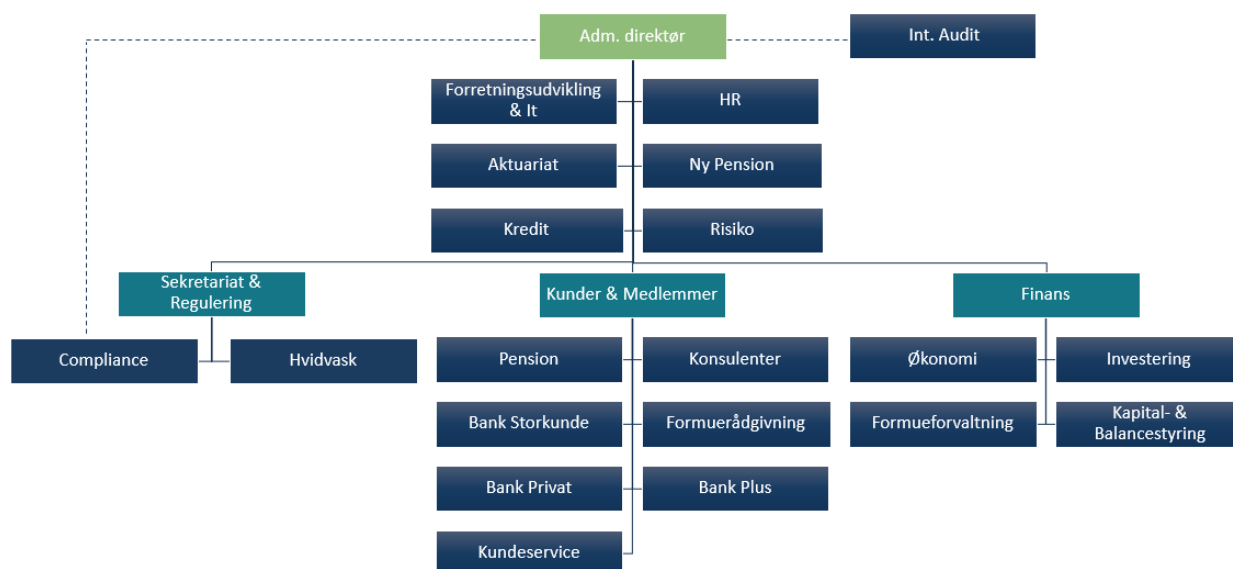 Adm. direktør
Int. Audit
Forretningsudvikling
& It
HR
Aktuariat
Ny Pension
Kredit
Risiko
Sekretariat &
Regulering
Kunder & Medlemmer
Finans
Compliance
Hvidvask
Pension
Konsulenter
Økonomi
Investering
Bank Storkunde
Formuerådgivning
Formueforvaltning
Kapital- &
Balancestyring
Bank Privat
Bank Plus
Kundeservice